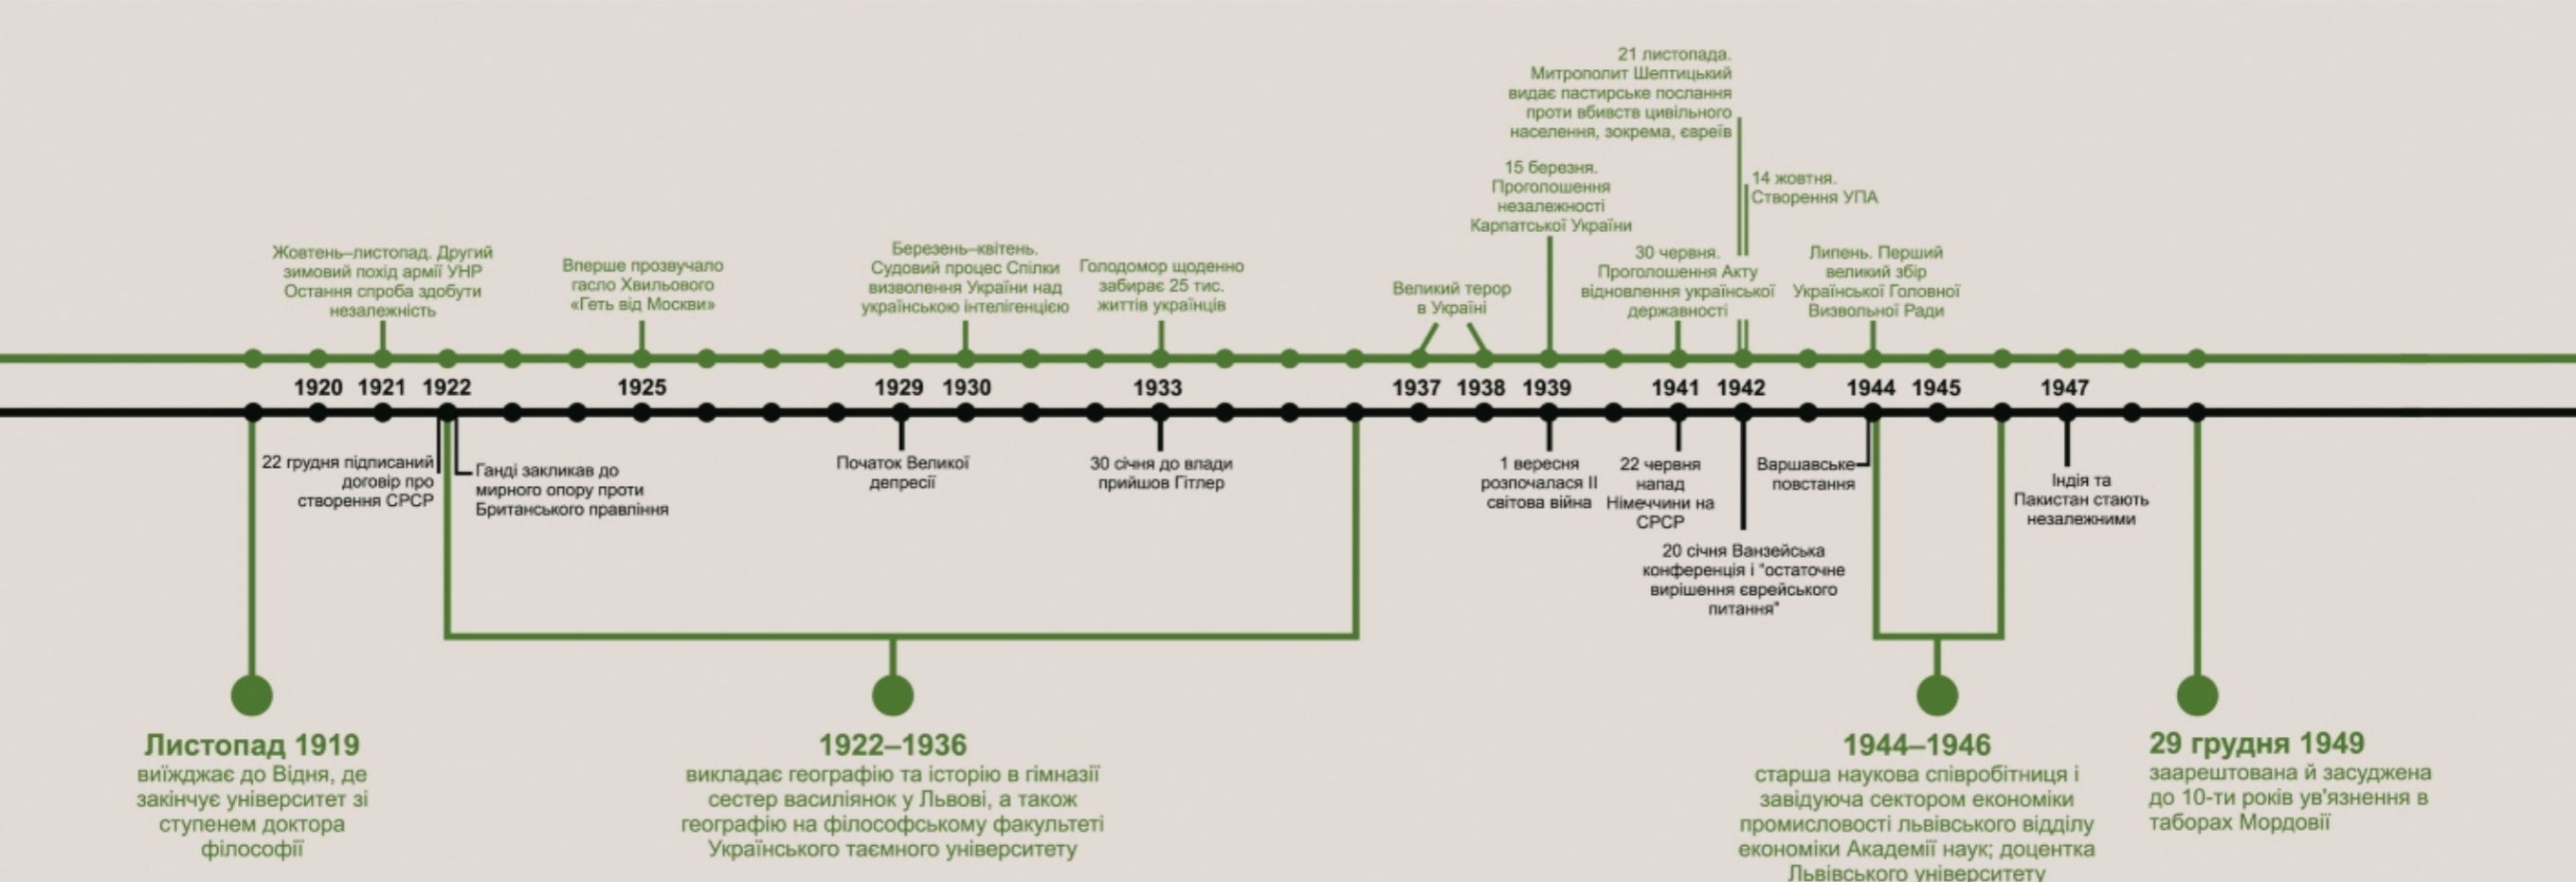 21 листопада.
Митрополит Шептицький
видає пастирське послання
проти вбивств цивільного
населення, зокрема, євреїв
15 березня.
Проголошення
незалежності
Карпатської України
14 жовтня.
Створення УПА
Жовтень–листопад. Другий
зимовий похід армії УНР
Остання спроба здобути
незалежність
Вперше прозвучало
гасло Хвильового
«Геть від Москви»
Березень–квітень.
Судовий процес Спілки
визволення України над
українською інтелігенцією
Голодомор щоденно
забирає 25 тис.
життів українців
Великий терор
в Україні
30 червня.
Проголошення Акту
відновлення української
державності
Липень. Перший
великий збір
Української Головної
Визвольної Ради
1920 1921 1922 1925 1929 1930 1933 1937 1938 1939 1941 1942 1944 1945 1947
22 грудня підписаний
договір про
створення СРСР
Ганді закликав до
мирного опору проти
Британського правління
Початок Великої
депресії
30 січня до влади
прийшов Гітлер
1 вересня
розпочалася ІІ
світова війна
22 червня
напад
Німеччини на
СРСР
20 січня Ванзейська
конференція і "остаточне
вирішення єврейського
питання"
Варшавське
повстання
Індія та
Пакистан стають
незалежними
Листопад 1919
виїжджає до Відня, де
закінчує університет зі
ступенем доктора
філософії
1922–1936
викладає географію та історію в гімназії
сестер василіянок у Львові, а також
географію на філософському факультеті
Українського таємного університету
1944–1946
старша наукова співробітниця і
завідуюча сектором економіки
промисловості львівського відділу
економіки Академії наук; доцентка
Львівського університету
29 грудня 1949
заарештована й засуджена
до 10-ти років ув'язнення в
таборах Мордовії